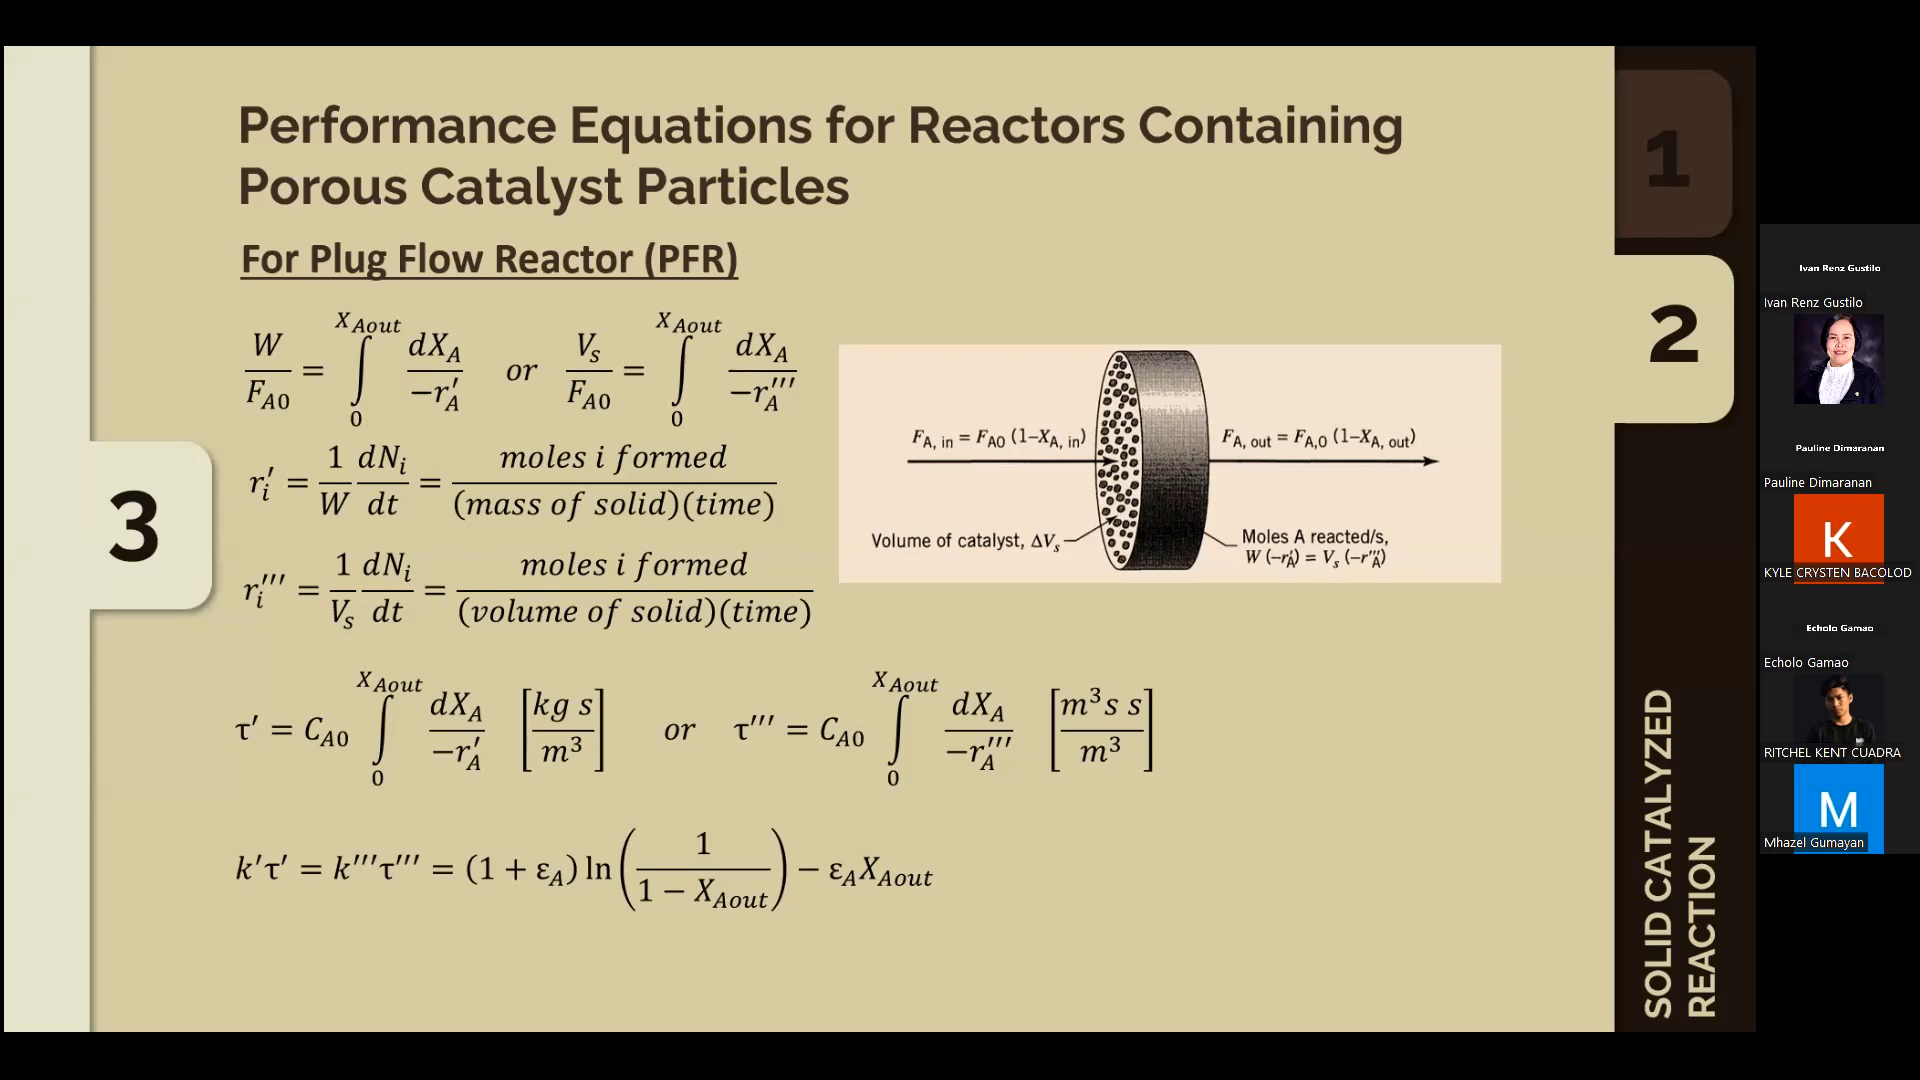 Performance Equations for Reactors Containing
Porous Catalyst Particles
For Plug Flow Reactor (PFR)
W/F_A0 = ∫_0^{X_Aout} dX_A/(−r′_A) or V_s/F_A0 = ∫_0^{X_Aout} dX_A/(−r‴_A)
r′_i = (1/W)(dN_i/dt) = moles i formed/((mass of solid)(time))
r‴_i = (1/V_s)(dN_i/dt) = moles i formed/((volume of solid)(time))
F_A, in = F_A0 (1−X_A, in)
F_A, out = F_A,0 (1−X_A, out)
Volume of catalyst, ΔV_s
Moles A reacted/s,
W (−r′_A) = V_s (−r‴_A)
τ′ = C_A0 ∫_0^{X_Aout} dX_A/(−r′_A) [kg s/m³] or τ‴ = C_A0 ∫_0^{X_Aout} dX_A/(−r‴_A) [m³s s/m³]
k′τ′ = k‴τ‴ = (1 + ε_A) ln(1/(1 − X_Aout)) − ε_A X_Aout
3
1
2
SOLID CATALYZED
REACTION
Ivan Renz Gustilo
Ivan Renz Gustilo
Pauline Dimaranan
Pauline Dimaranan
K
KYLE CRYSTEN BACOLOD
Echolo Gamao
Echolo Gamao
RITCHEL KENT CUADRA
M
Mhazel Gumayan